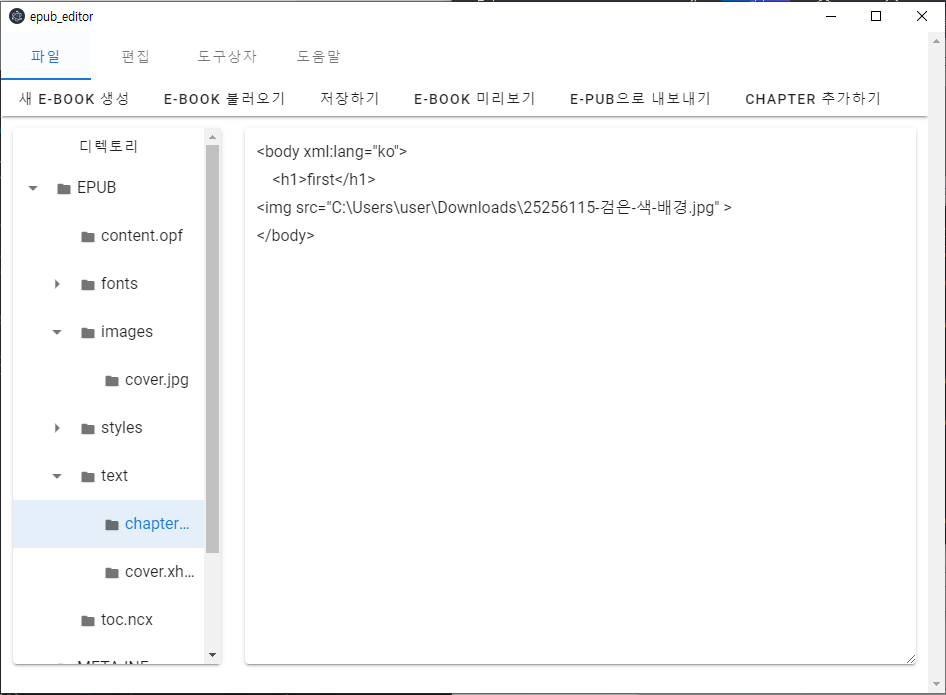 epub_editor
파일 편집 도구상자 도움말
새 E-BOOK 생성 E-BOOK 불러오기 저장하기 E-BOOK 미리보기 E-PUB으로 내보내기 CHAPTER 추가하기
디렉토리
EPUB
content.opf
fonts
images
cover.jpg
styles
text
chapter...
cover.xh...
toc.ncx
META-INF
<body xml:lang="ko">
<h1>first</h1>
<img src="C:\Users\user\Downloads\25256115-검은-색-배경.jpg" >
</body>